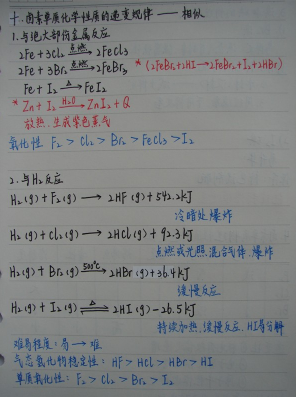 十.卤素单质化学性质的递变规律 —— 相似
1.与绝大部份金属反应
2Fe+3Cl₂ 点燃→ 2FeCl₃
2Fe+3Br₂ 点燃→ 2FeBr₃ *(2FeBr₃+2HI→2FeBr₂+I₂+2HBr)
Fe+I₂ △→ FeI₂
* Zn+I₂ H₂O→ ZnI₂+Q
放热.生成紫色蒸气
氧化性 F₂>Cl₂>Br₂>FeCl₃>I₂
2.与H₂反应
H₂(g)+F₂(g)→2HF(g)+542.2kJ
冷暗处爆炸
H₂(g)+Cl₂(g)→2HCl(g)+92.3kJ
点燃或光照.混合气体.爆炸
H₂(g)+Br₂(g) 500℃→ 2HBr(g)+36.4kJ
缓慢反应
H₂(g)+I₂(g) △⇌ 2HI(g)-26.5kJ
持续加热.缓慢反应.HI易分解
难易程度:易→难
气态氢化物稳定性: HF>HCl>HBr>HI
单质氧化性: F₂>Cl₂>Br₂>I₂